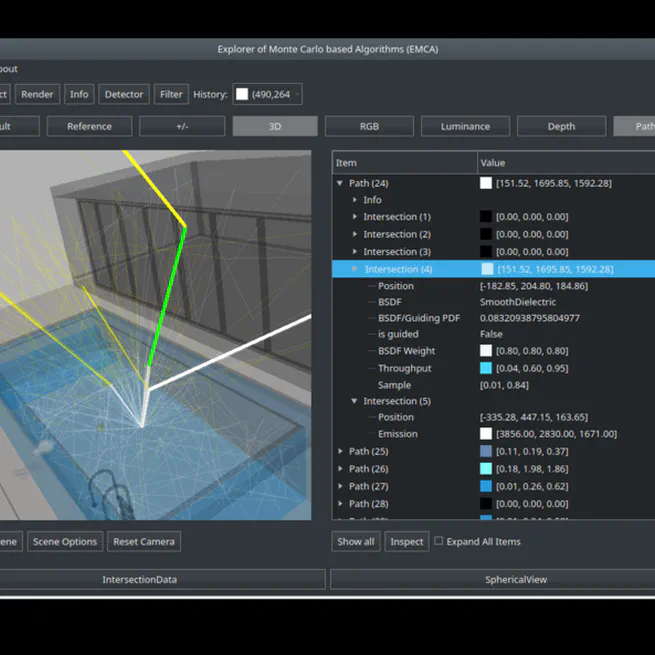 Explorer of Monte Carlo based Algorithms (EMCA)
bout
ct Render Info Detector Filter History: (490,264
ult Reference +/- 3D RGB Luminance Depth Path
Item Value
Path (24) [151.52, 1695.85, 1592.28]
Info
Intersection (1) [0.00, 0.00, 0.00]
Intersection (2) [0.00, 0.00, 0.00]
Intersection (3) [0.00, 0.00, 0.00]
Intersection (4) [151.52, 1695.85, 1592.28]
Position [-182.85, 204.80, 184.86]
BSDF SmoothDielectric
BSDF/Guiding PDF 0.08320938795804977
is guided False
BSDF Weight [0.80, 0.80, 0.80]
Throughput [0.04, 0.60, 0.95]
Sample [0.01, 0.84]
Intersection (5)
Position [-335.28, 447.15, 163.65]
Emission [3856.00, 2830.00, 1671.00]
Path (25) [0.11, 0.19, 0.37]
Path (26) [0.18, 1.98, 1.86]
Path (27) [0.01, 0.26, 0.62]
Path (28) [0.00, 0.00, 0.00]
ene Scene Options Reset Camera Show all Inspect Expand All Items
IntersectionData SphericalView